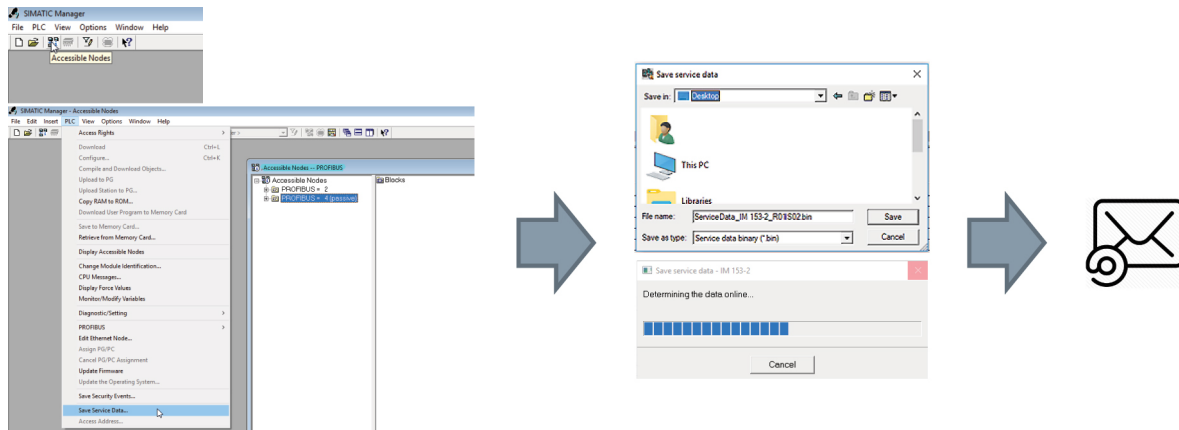 SIMATIC Manager
File PLC View Options Window Help
Accessible Nodes
SIMATIC Manager - Accessible Nodes
File Edit Insert PLC View Options Window Help
Access Rights
Download Ctrl+L
Configure... Ctrl+K
Compile and Download Objects...
Upload to PG
Upload Station to PG...
Copy RAM to ROM...
Download User Program to Memory Card
Save to Memory Card...
Retrieve from Memory Card...
Display Accessible Nodes
Change Module Identification...
CPU Messages...
Display Force Values
Monitor/Modify Variables
Diagnostic/Setting
PROFIBUS
Edit Ethernet Node...
Assign PG/PC
Cancel PG/PC Assignment
Update Firmware
Update the Operating System...
Save Security Events...
Save Service Data...
Access Address...
Accessible Nodes -- PROFIBUS
Accessible Nodes
PROFIBUS = 2
PROFIBUS = 4 (passive)
Blocks
Save service data
Save in: Desktop
This PC
Libraries
File name: ServiceData_IM 153-2_R01\S02.bin Save
Save as type: Service data binary (*.bin) Cancel
Save service data - IM 153-2
Determining the data online...
Cancel